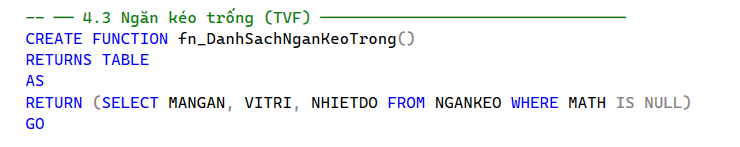 -- ── 4.3 Ngăn kéo trống (TVF) ──────────────────────────────
CREATE FUNCTION fn_DanhSachNganKeoTrong()
RETURNS TABLE
AS
RETURN (SELECT MANGAN, VITRI, NHIETDO FROM NGANKEO WHERE MATH IS NULL)
GO